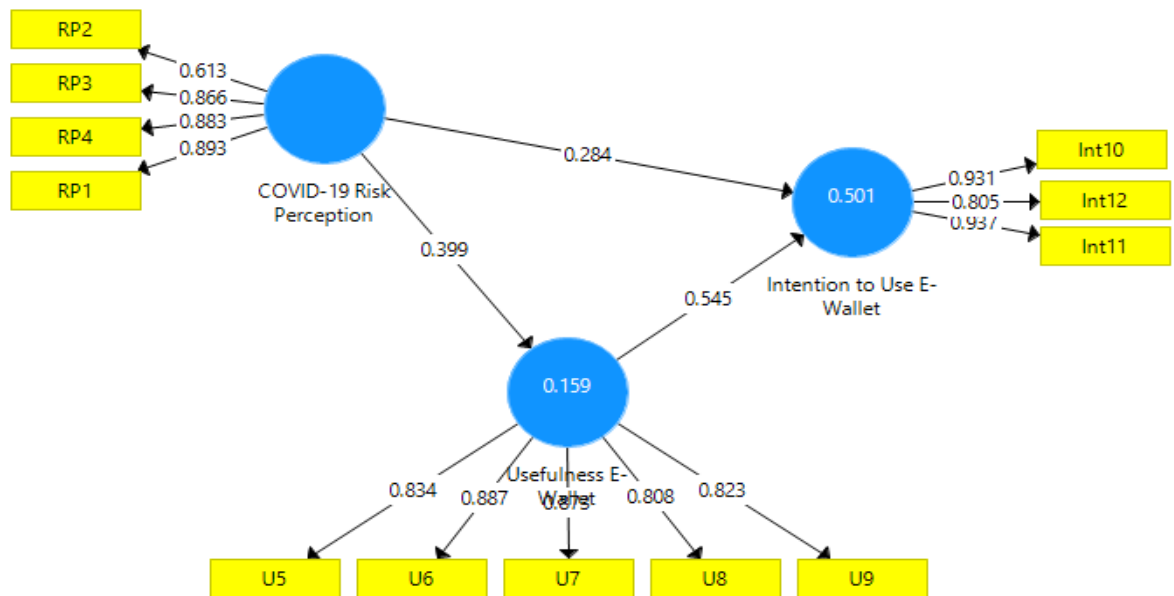 RP2
RP3
RP4
RP1
0.613
0.866
0.883
0.893
COVID-19 Risk
Perception
0.284
0.399
0.501
Intention to Use E-
Wallet
0.931
0.805
0.937
Int10
Int12
Int11
0.545
0.159
Usefulness E-
Wallet
0.834
0.887
0.808
0.823
U5
U6
U7
U8
U9